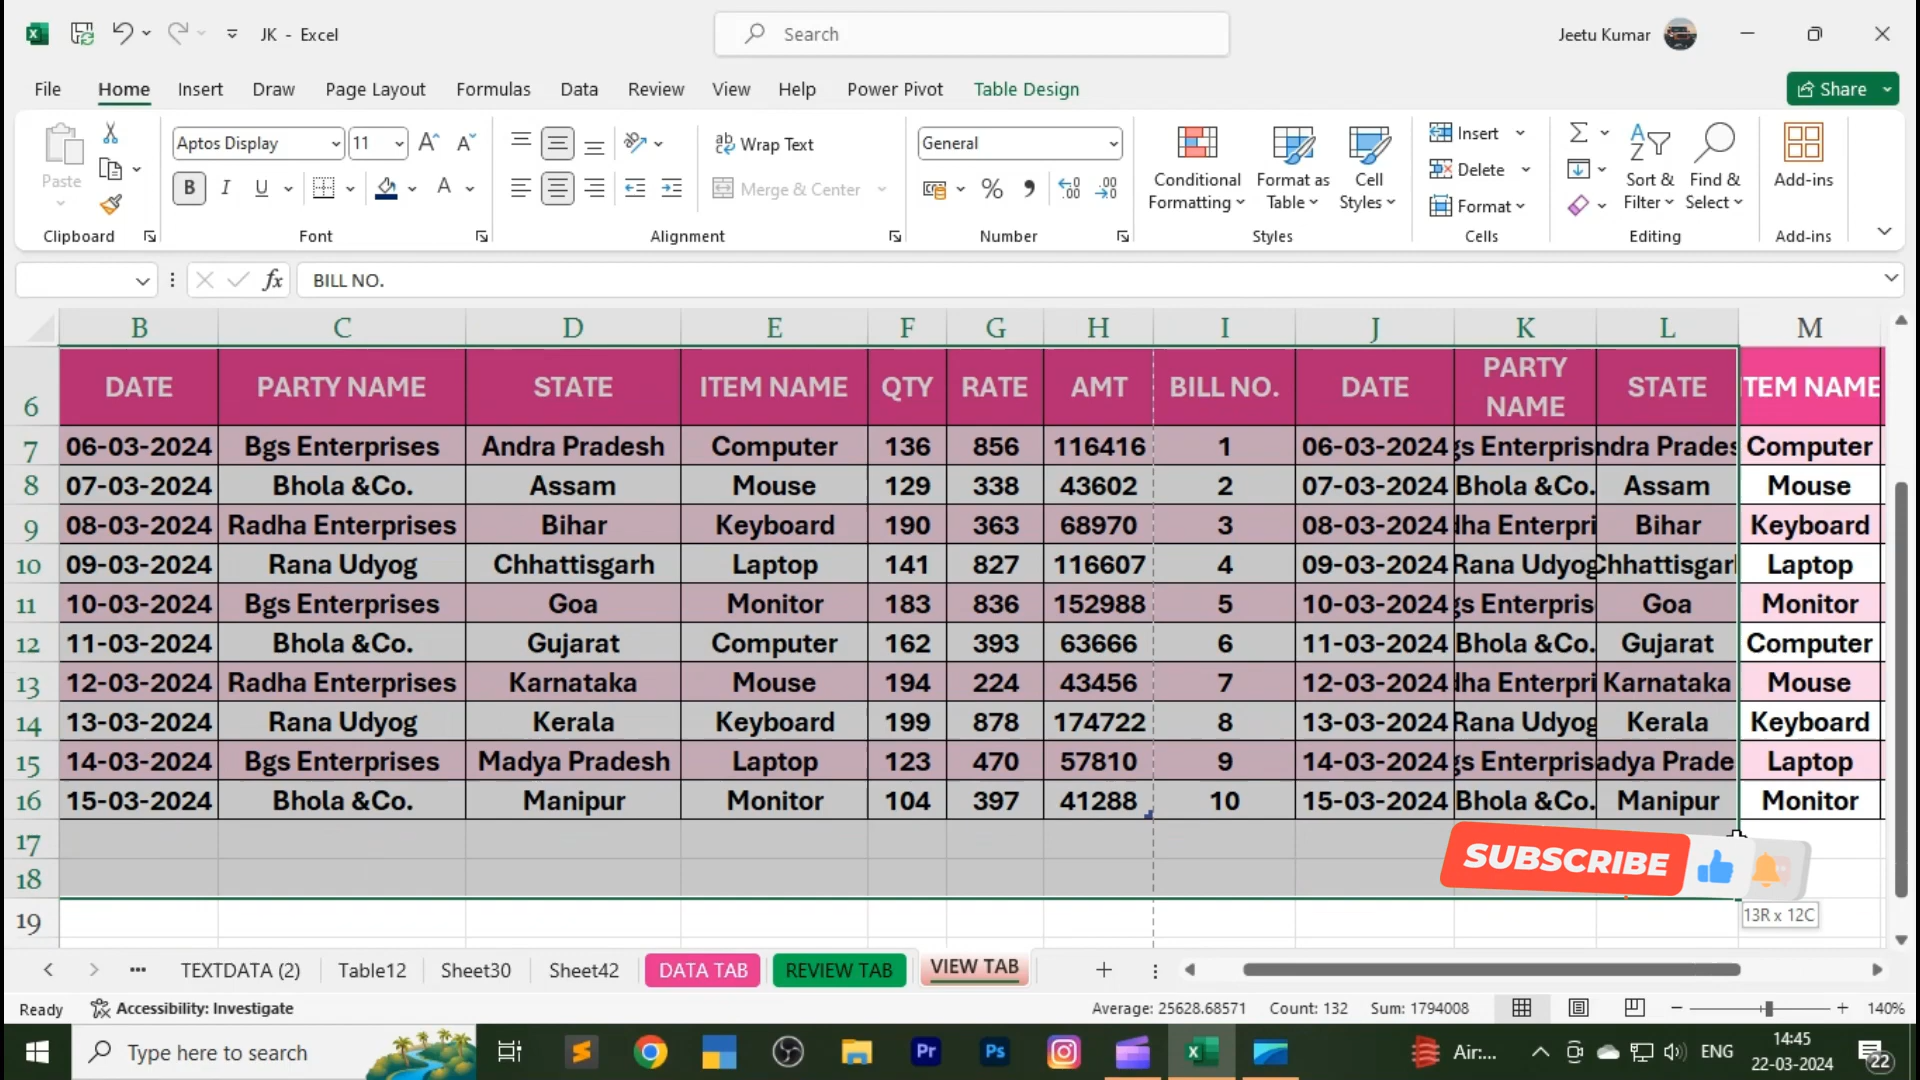 JK - Excel
Search
Jeetu Kumar
File Home Insert Draw Page Layout Formulas Data Review View Help Power Pivot Table Design
Share
Paste
Clipboard
Aptos Display 11
B I U A
Font
Wrap Text
Merge & Center
Alignment
General
Number
Conditional Formatting
Format as Table
Cell Styles
Styles
Insert
Delete
Format
Cells
Sort & Filter
Find & Select
Editing
Add-ins
Add-ins
fx BILL NO.
B C D E F G H I J K L M
6 DATE PARTY NAME STATE ITEM NAME QTY RATE AMT BILL NO. DATE PARTY NAME STATE TEM NAME
7 06-03-2024 Bgs Enterprises Andra Pradesh Computer 136 856 116416 1 06-03-2024 gs Enterpris ndra Prades Computer
8 07-03-2024 Bhola &Co. Assam Mouse 129 338 43602 2 07-03-2024 Bhola &Co. Assam Mouse
9 08-03-2024 Radha Enterprises Bihar Keyboard 190 363 68970 3 08-03-2024 dha Enterpri Bihar Keyboard
10 09-03-2024 Rana Udyog Chhattisgarh Laptop 141 827 116607 4 09-03-2024 Rana Udyog Chhattisgarh Laptop
11 10-03-2024 Bgs Enterprises Goa Monitor 183 836 152988 5 10-03-2024 gs Enterpris Goa Monitor
12 11-03-2024 Bhola &Co. Gujarat Computer 162 393 63666 6 11-03-2024 Bhola &Co. Gujarat Computer
13 12-03-2024 Radha Enterprises Karnataka Mouse 194 224 43456 7 12-03-2024 dha Enterpri Karnataka Mouse
14 13-03-2024 Rana Udyog Kerala Keyboard 199 878 174722 8 13-03-2024 Rana Udyog Kerala Keyboard
15 14-03-2024 Bgs Enterprises Madya Pradesh Laptop 123 470 57810 9 14-03-2024 gs Enterpris adya Prade Laptop
16 15-03-2024 Bhola &Co. Manipur Monitor 104 397 41288 10 15-03-2024 Bhola &Co. Manipur Monitor
17
18
19
SUBSCRIBE
13R x 12C
TEXTDATA (2) Table12 Sheet30 Sheet42 DATA TAB REVIEW TAB VIEW TAB
Ready Accessibility: Investigate Average: 25628.68571 Count: 132 Sum: 1794008 140%
Type here to search
Pr
Ps
Air:...
ENG
14:45
22-03-2024
22